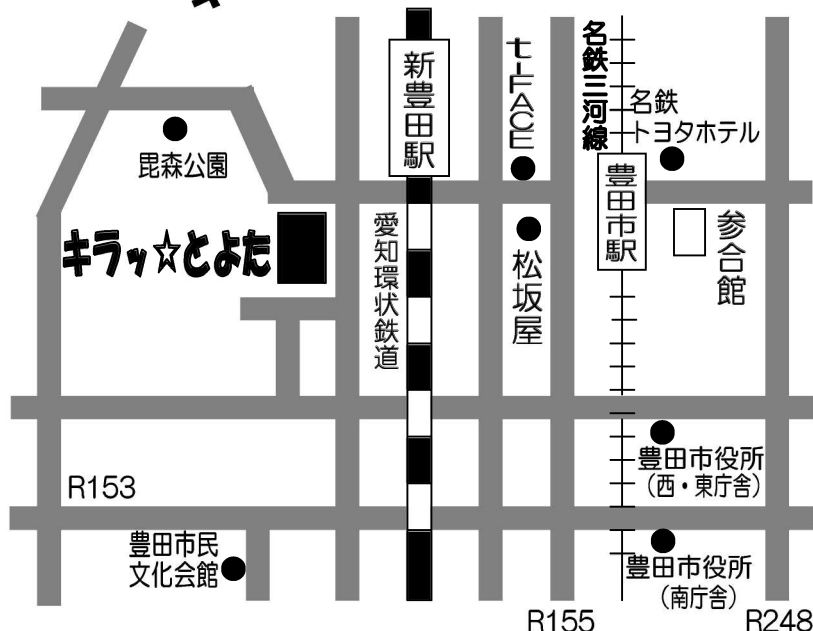 新豊田駅
t-FACE
名鉄三河線
名鉄
トヨタホテル
毘森公園
豊田市駅
参合館
キラッ☆とよた
愛知環状鉄道
松坂屋
豊田市役所
（西・東庁舎）
R153
豊田市民
文化会館
豊田市役所
（南庁舎）
R155
R248